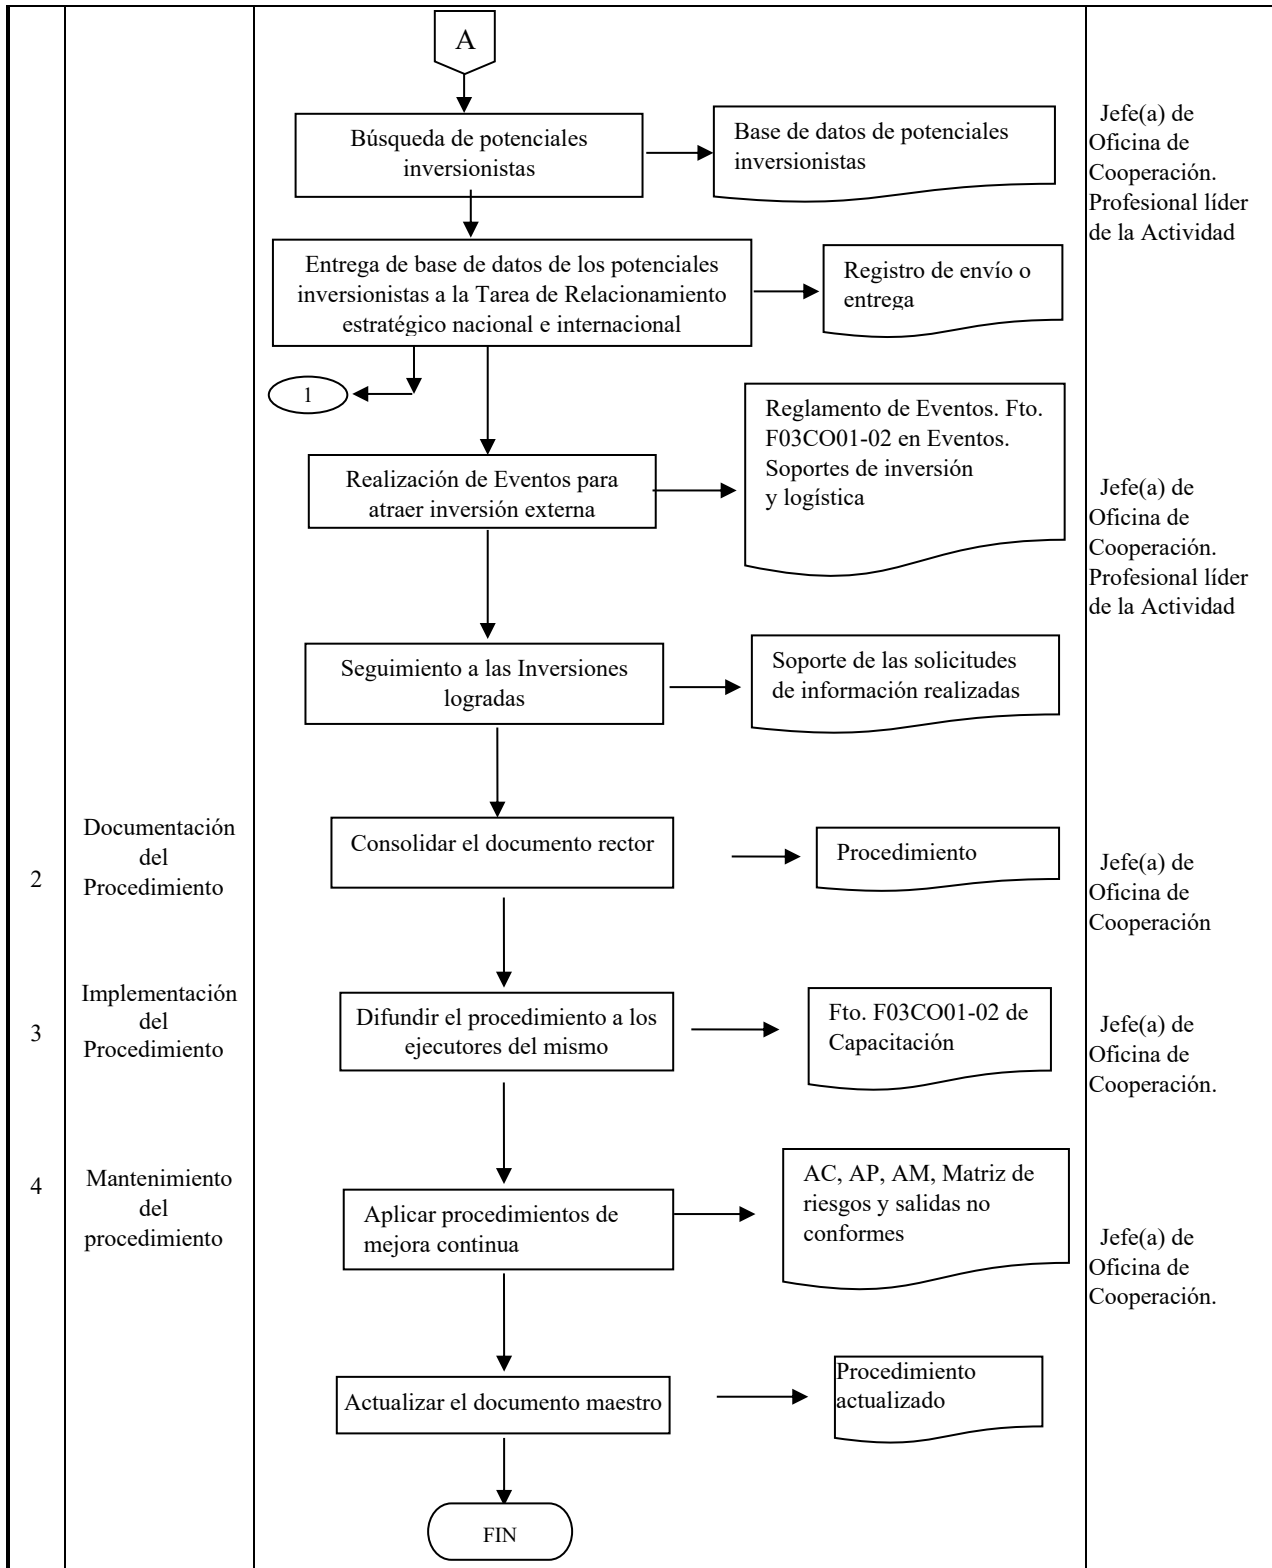 A
Búsqueda de potenciales
inversionistas
Base de datos de potenciales
inversionistas
Jefe(a) de
Oficina de
Cooperación.
Profesional líder
de la Actividad
Entrega de base de datos de los potenciales
inversionistas a la Tarea de Relacionamiento
estratégico nacional e internacional
Registro de envío o
entrega
1
Realización de Eventos para
atraer inversión externa
Reglamento de Eventos. Fto.
F03CO01-02 en Eventos.
Soportes de inversión
y logística
Jefe(a) de
Oficina de
Cooperación.
Profesional líder
de la Actividad
Seguimiento a las Inversiones
logradas
Soporte de las solicitudes
de información realizadas
2
Documentación
del
Procedimiento
Consolidar el documento rector
Procedimiento
Jefe(a) de
Oficina de
Cooperación
3
Implementación
del
Procedimiento
Difundir el procedimiento a los
ejecutores del mismo
Fto. F03CO01-02 de
Capacitación
Jefe(a) de
Oficina de
Cooperación.
4
Mantenimiento
del
procedimiento
Aplicar procedimientos de
mejora continua
AC, AP, AM, Matriz de
riesgos y salidas no
conformes
Jefe(a) de
Oficina de
Cooperación.
Actualizar el documento maestro
Procedimiento
actualizado
FIN